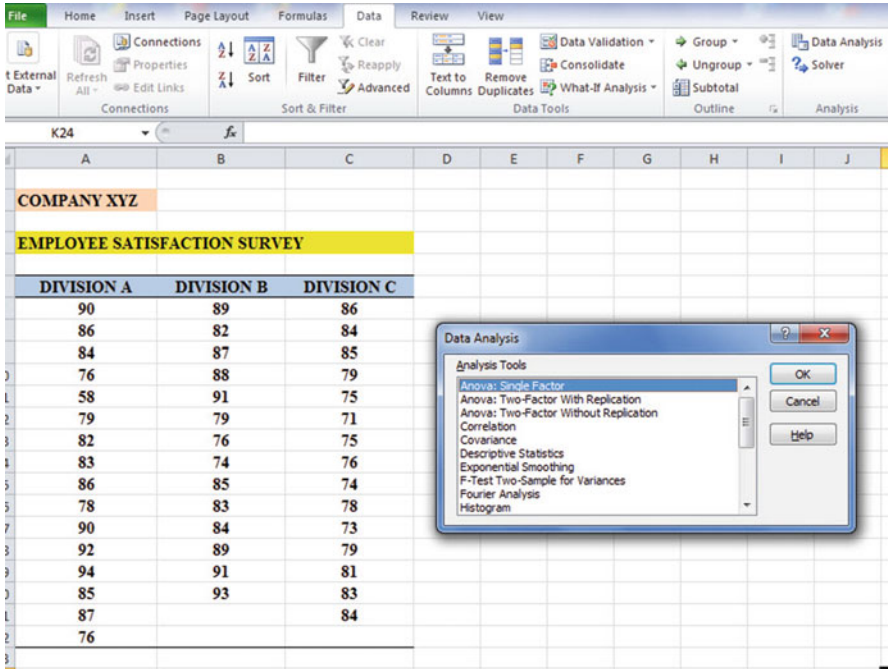 File Home Insert Page Layout Formulas Data Review View
Connections Clear Data Validation Group Data Analysis
Properties Reapply Consolidate Ungroup Solver
t External Refresh Edit Links Sort Filter Advanced Text to Remove What-If Analysis Subtotal
Data All Columns Duplicates
Connections Sort & Filter Data Tools Outline Analysis
K24 fx
A B C D E F G H I J
COMPANY XYZ
EMPLOYEE SATISFACTION SURVEY
DIVISION A DIVISION B DIVISION C
90 89 86
86 82 84
84 87 85
76 88 79
58 91 75
79 79 71
82 76 75
83 74 76
86 85 74
78 83 78
90 84 73
92 89 79
94 91 81
85 93 83
87 84
76
Data Analysis
Analysis Tools
Anova: Single Factor
Anova: Two-Factor With Replication
Anova: Two-Factor Without Replication
Correlation
Covariance
Descriptive Statistics
Exponential Smoothing
F-Test Two-Sample for Variances
Fourier Analysis
Histogram
OK
Cancel
Help